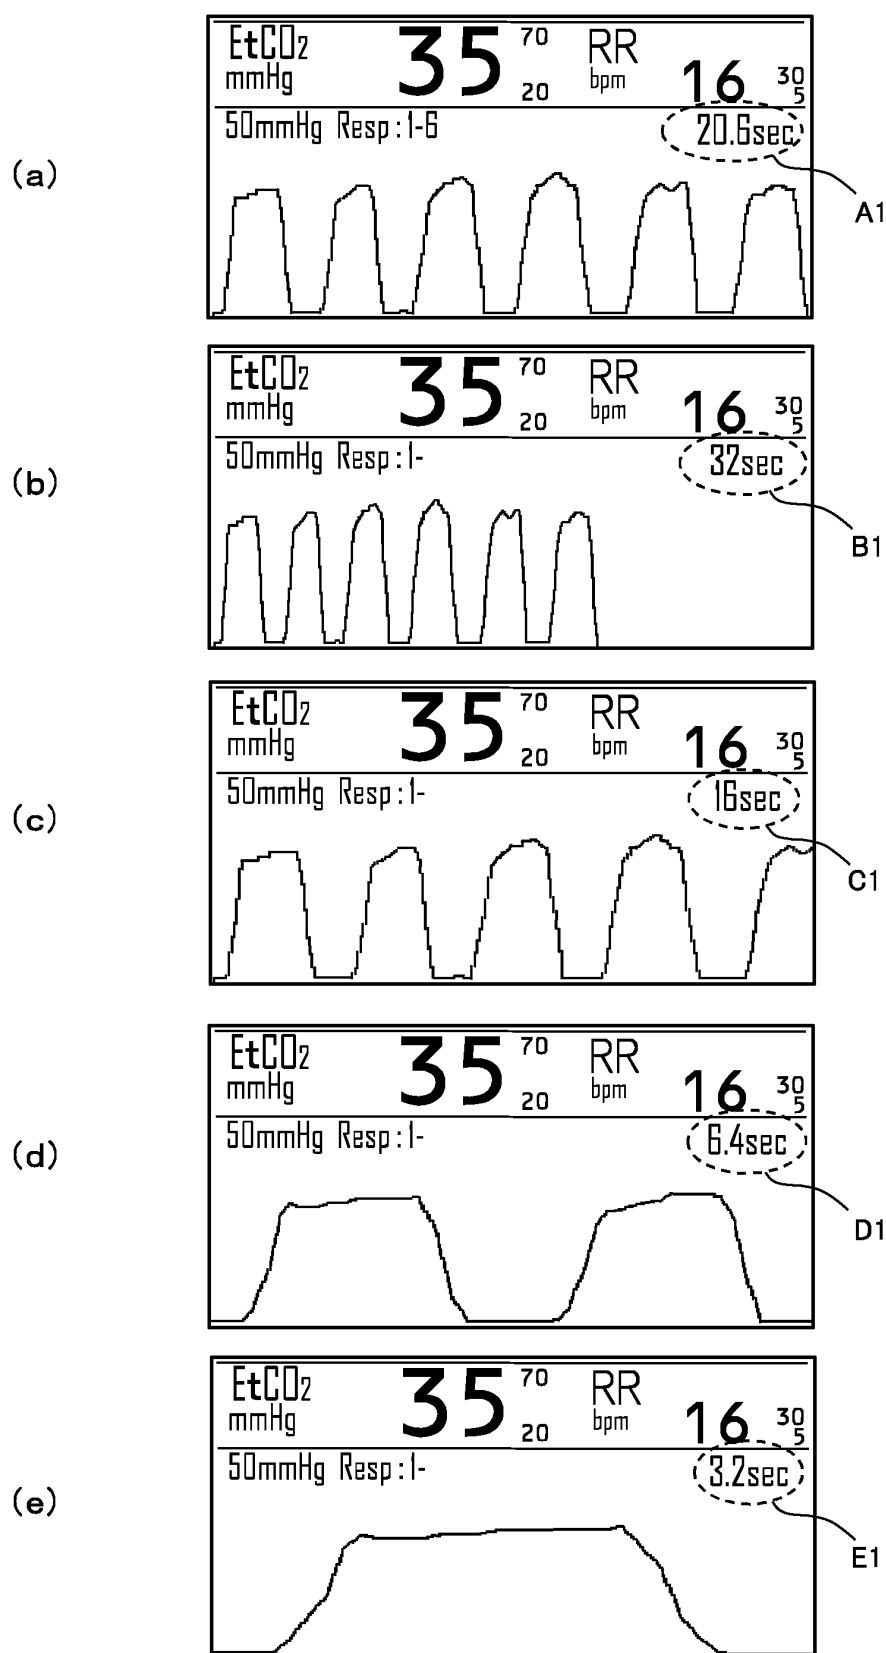 (a)
EtCO2 35 70 RR
mmHg 20 bpm 16 30 5
50mmHg Resp:1-6 20.6sec
A1
(b)
EtCO2 35 70 RR
mmHg 20 bpm 16 30 5
50mmHg Resp:1- 32sec
B1
(c)
EtCO2 35 70 RR
mmHg 20 bpm 16 30 5
50mmHg Resp:1- 16sec
C1
(d)
EtCO2 35 70 RR
mmHg 20 bpm 16 30 5
50mmHg Resp:1- 6.4sec
D1
(e)
EtCO2 35 70 RR
mmHg 20 bpm 16 30 5
50mmHg Resp:1- 3.2sec
E1